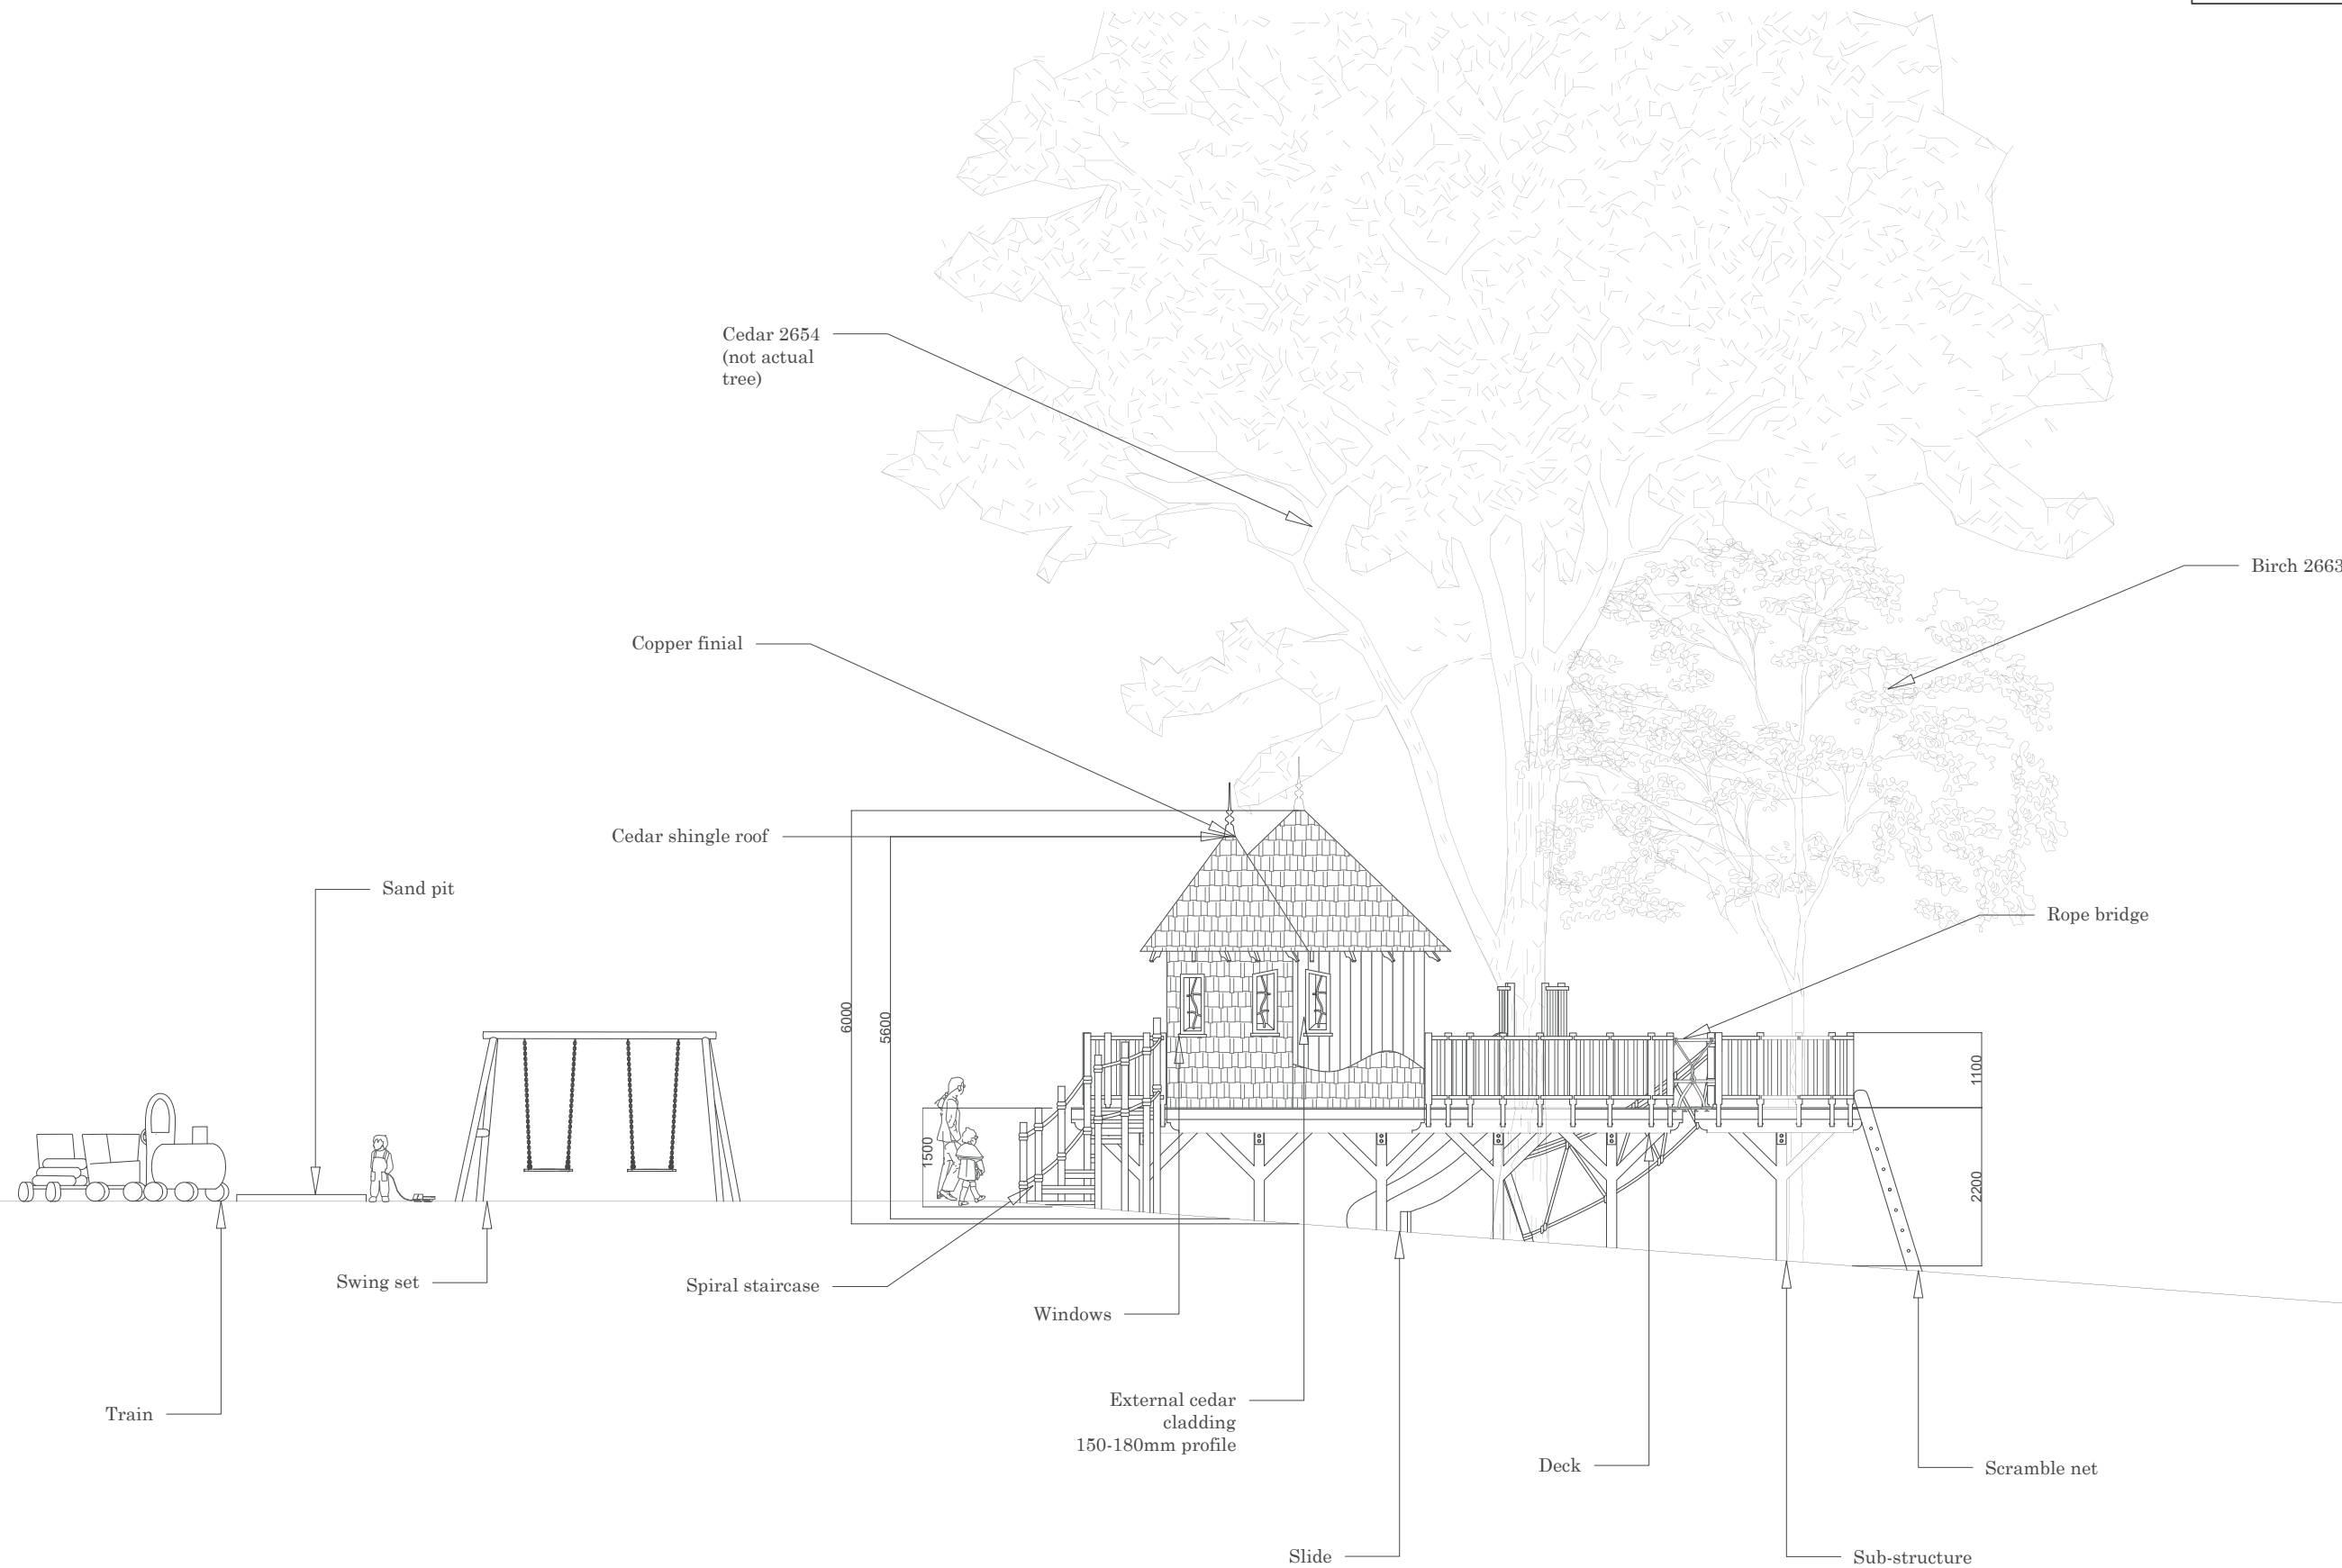 Cedar 2654
(not actual
tree)
Birch 2663
Copper finial
Cedar shingle roof
Sand pit
Rope bridge
6000
5600
1100
1500
2200
Swing set
Spiral staircase
Windows
Train
External cedar
cladding
150-180mm profile
Deck
Scramble net
Slide
Sub-structure